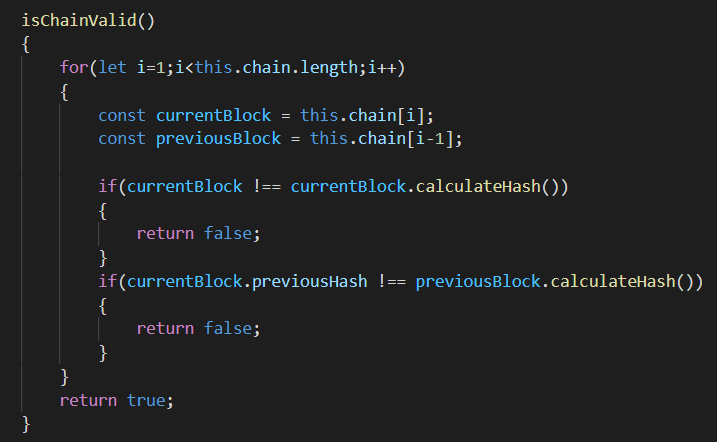 isChainValid()
{
for(let i=1;i<this.chain.length;i++)
{
const currentBlock = this.chain[i];
const previousBlock = this.chain[i-1];
if(currentBlock !== currentBlock.calculateHash())
{
return false;
}
if(currentBlock.previousHash !== previousBlock.calculateHash())
{
return false;
}
}
return true;
}